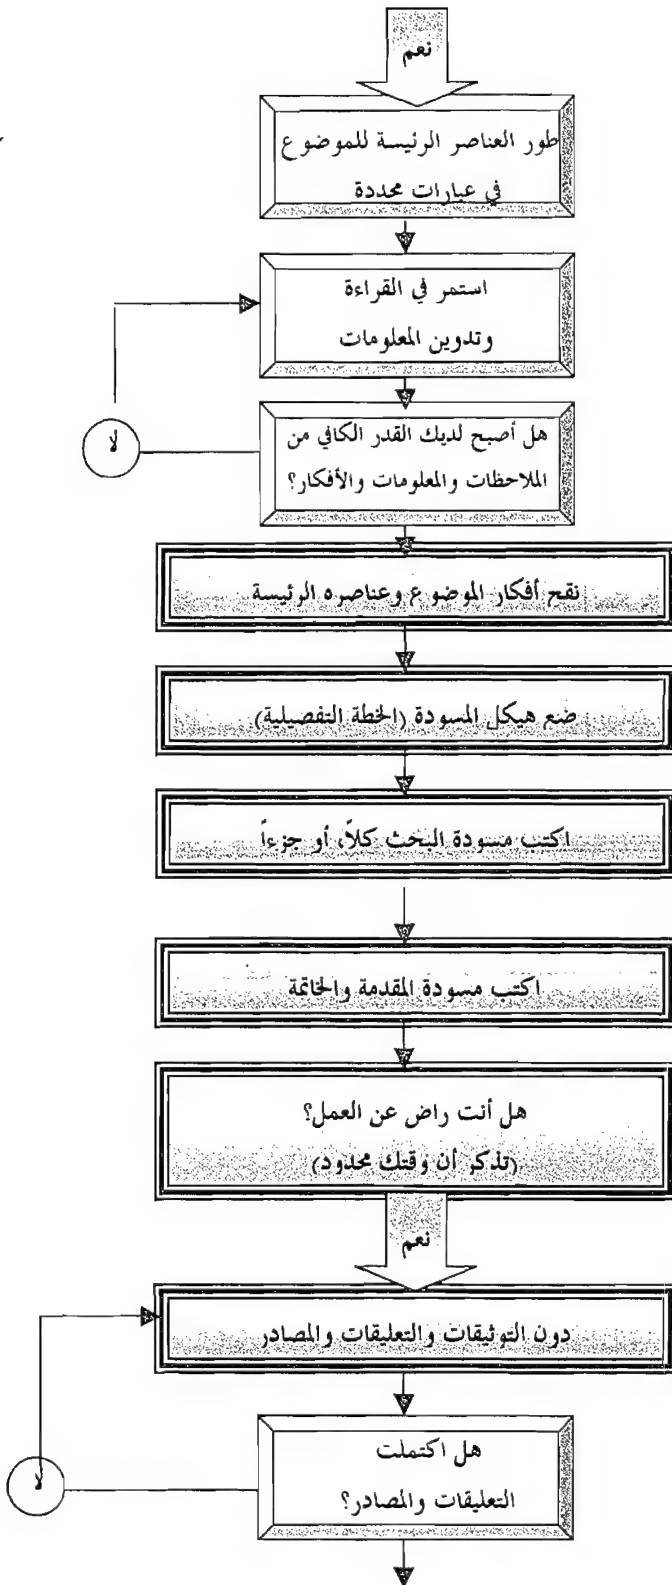 نعم
طور العناصر الرئيسة للموضوع
في عبارات محددة
استمر في القراءة
وتدوين المعلومات
هل أصبح لديك القدر الكافي من
الملاحظات والمعلومات والأفكار؟
لا
نقح أفكار الموضوع وعناصره الرئيسة
ضع هيكل المسودة (الخطة التفصيلية)
اكتب مسودة البحث كلاً، أو جزءاً
اكتب مسودة المقدمة والخاتمة
هل أنت راض عن العمل؟
(تذكر أن وقتك محدود)
نعم
دون التوثيقات والتعليقات والمصادر
هل اكتملت
التعليقات والمصادر؟
لا